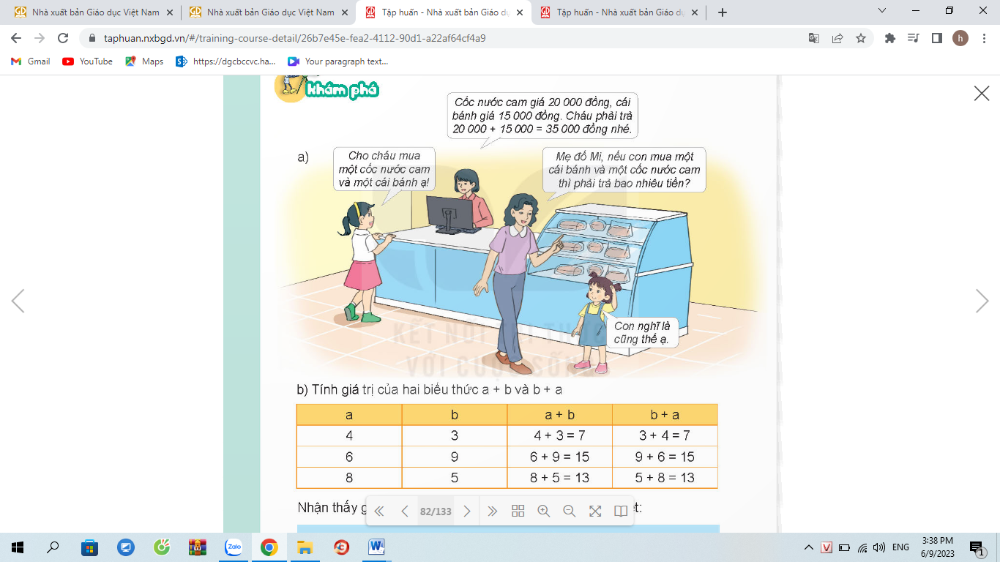 Nhà xuất bản Giáo dục Việt Nam
Nhà xuất bản Giáo dục Việt Nam
Tập huấn - Nhà xuất bản Giáo dụ
Tập huấn - Nhà xuất bản Giáo dụ
taphuan.nxbgd.vn/#/training-course-detail/26b7e45e-fea2-4112-90d1-a22af64cf4a9
h
Gmail
YouTube
Maps
https://dgcbccvc.ha...
Your paragraph text...
khám phá
Cốc nước cam giá 20 000 đồng, cái
bánh giá 15 000 đồng. Cháu phải trả
20 000 + 15 000 = 35 000 đồng nhé.
a)
Cho cháu mua
một cốc nước cam
và một cái bánh ạ!
Mẹ đố Mi, nếu con mua một
cái bánh và một cốc nước cam
thì phải trả bao nhiêu tiền?
Con nghĩ là
cũng thế ạ.
KẾT NỐI TRI THỨC
VỚI CUỘC SỐNG
b) Tính giá trị của hai biểu thức a + b và b + a
a b a + b b + a
4 3 4 + 3 = 7 3 + 4 = 7
6 9 6 + 9 = 15 9 + 6 = 15
8 5 8 + 5 = 13 5 + 8 = 13
Nhận thấy
82/133
Zalo
V
ENG
3:38 PM
6/9/2023
1